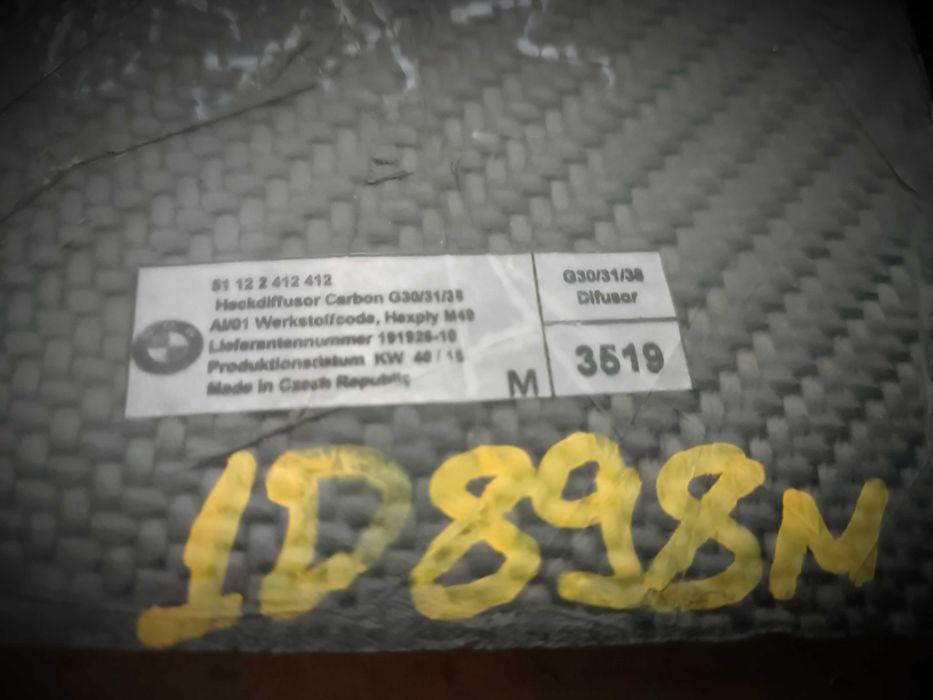 51 12 2 412 412
Heckdiffusor Carbon G30/31/38
AI/01 Werkstoffcode, Hexply M49
Lieferantennummer 191926-10
Produktionsdatum KW 40/18
Made in Czech Republic
M
G30/31/38
Difusor
3519
1D898N